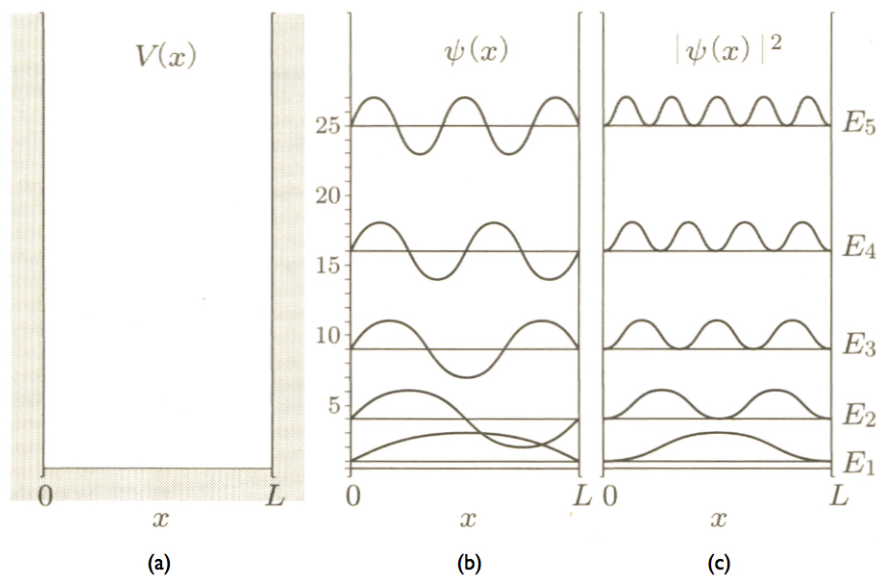 V(x)
ψ(x)
|ψ(x)|²
25
20
15
10
5
E₅
E₄
E₃
E₂
E₁
0 L 0 L 0 L
x x x
(a) (b) (c)